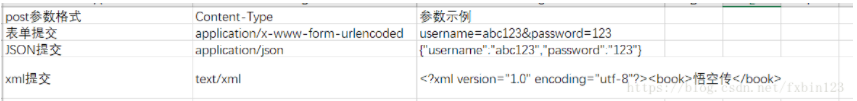 post参数格式 Content-Type 参数示例
表单提交 application/x-www-form-urlencoded username=abc123&password=123
JSON提交 application/json {"username":"abc123","password":"123"}
xml提交 text/xml <?xml version="1.0" encoding="utf-8"?><book>悟空传</book>
https://blog.csdn.net/fxbin123